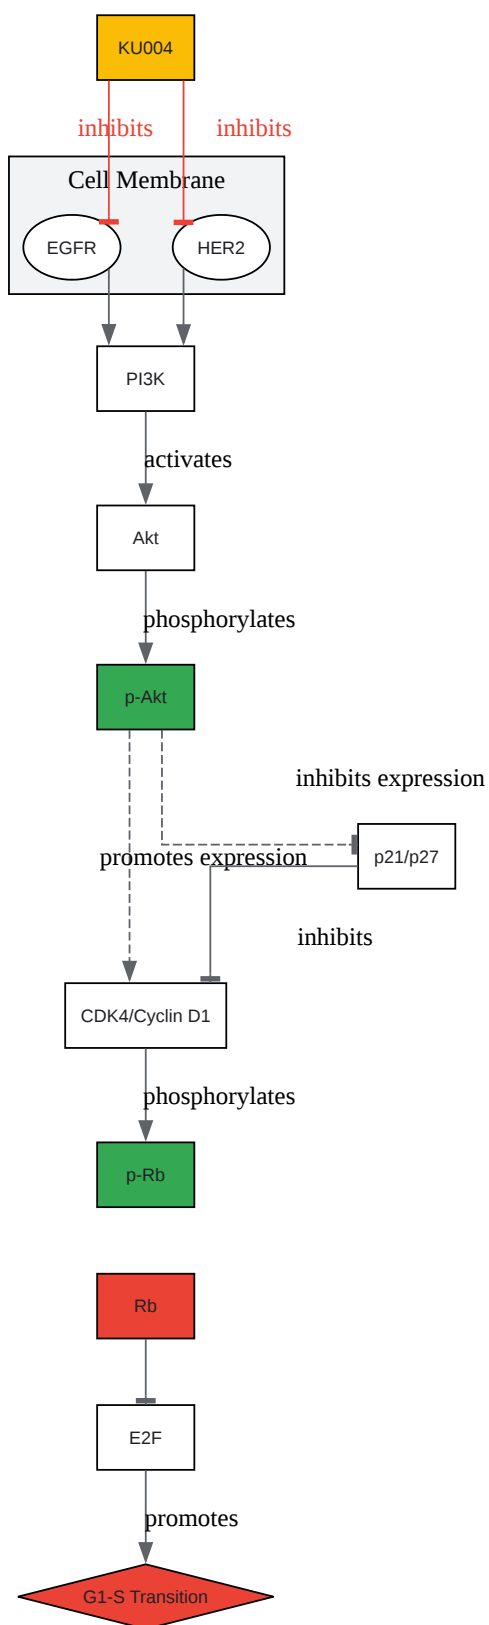 KU004
inhibits
inhibits
Cell Membrane
EGFR
HER2
PI3K
activates
Akt
phosphorylates
p-Akt
inhibits expression
promotes expression
p21/p27
inhibits
CDK4/Cyclin D1
phosphorylates
p-Rb
Rb
E2F
promotes
G1-S Transition